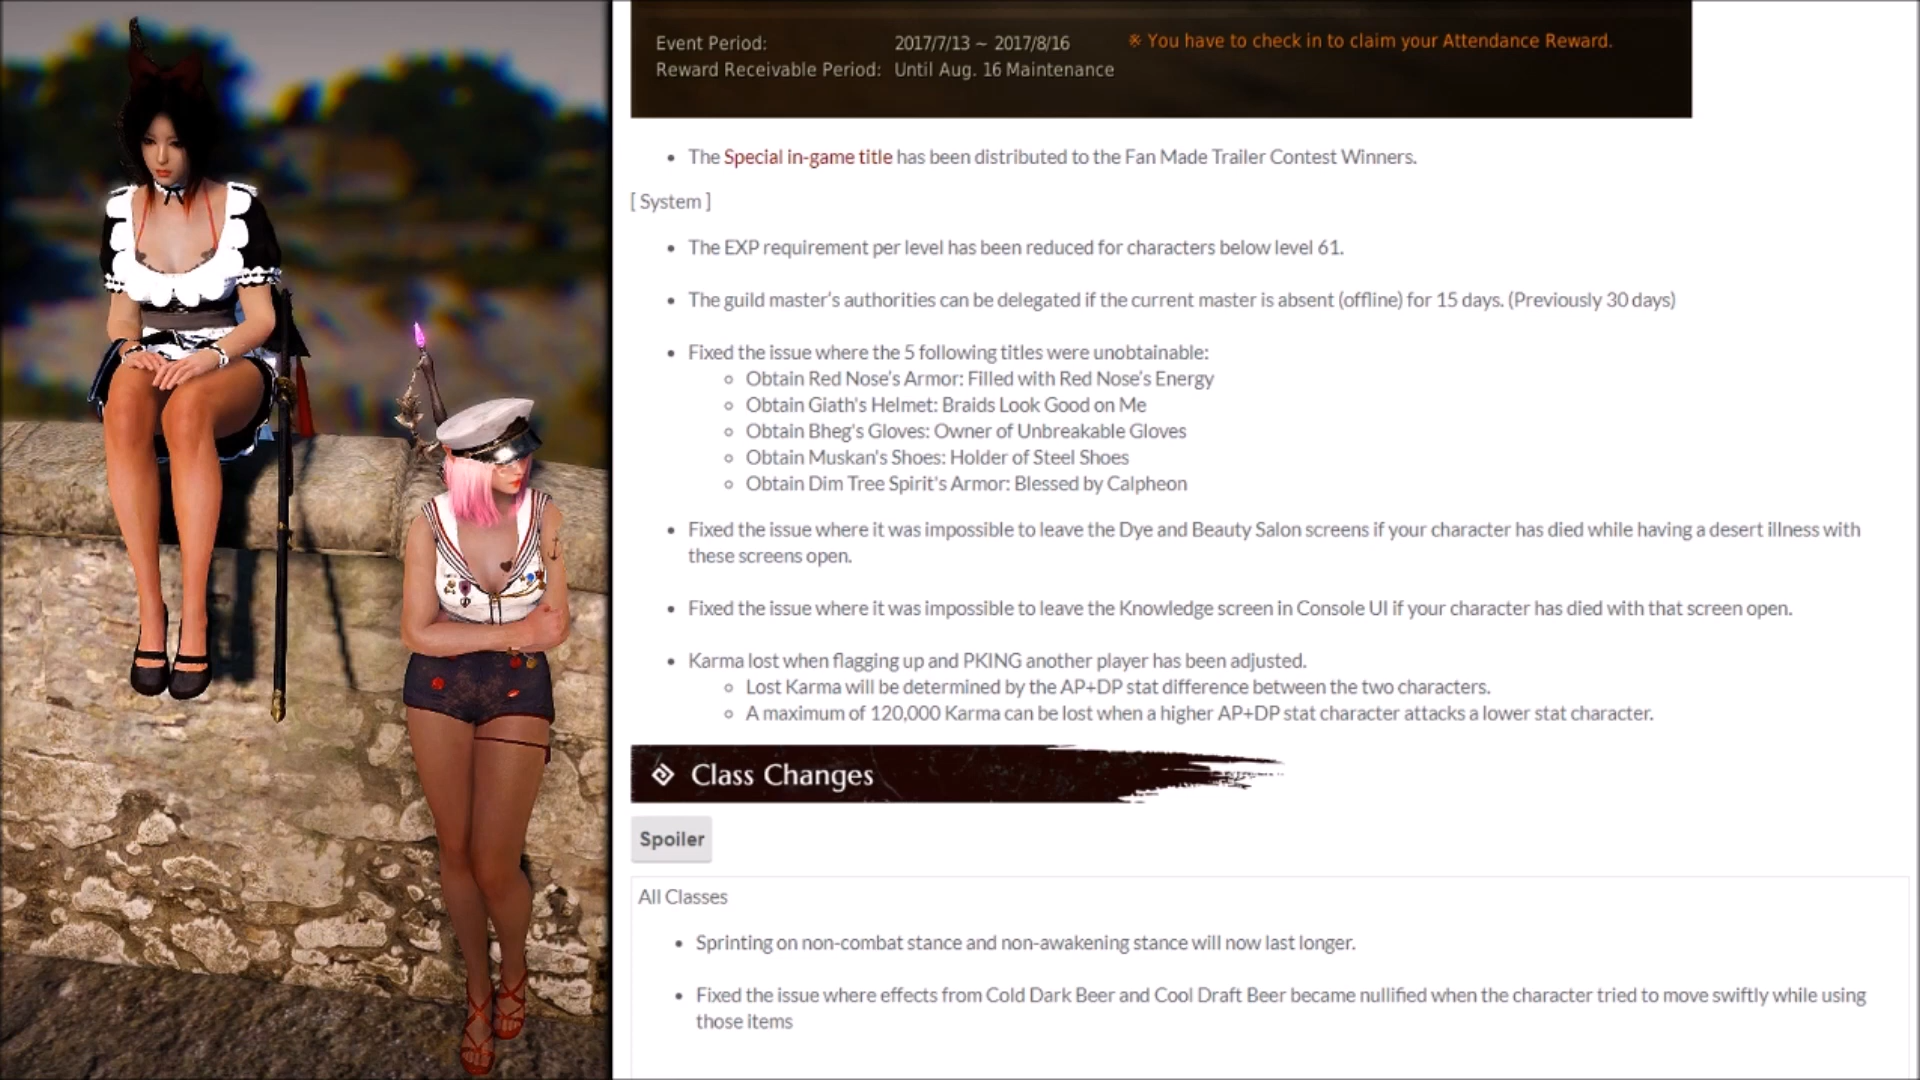 Event Period: 2017/7/13 ~ 2017/8/16 ※ You have to check in to claim your Attendance Reward.
Reward Receivable Period: Until Aug. 16 Maintenance
• The Special in-game title has been distributed to the Fan Made Trailer Contest Winners.
[ System ]
• The EXP requirement per level has been reduced for characters below level 61.
• The guild master's authorities can be delegated if the current master is absent (offline) for 15 days. (Previously 30 days)
• Fixed the issue where the 5 following titles were unobtainable:
◦ Obtain Red Nose's Armor: Filled with Red Nose's Energy
◦ Obtain Giath's Helmet: Braids Look Good on Me
◦ Obtain Bheg's Gloves: Owner of Unbreakable Gloves
◦ Obtain Muskan's Shoes: Holder of Steel Shoes
◦ Obtain Dim Tree Spirit's Armor: Blessed by Calpheon
• Fixed the issue where it was impossible to leave the Dye and Beauty Salon screens if your character has died while having a desert illness with
these screens open.
• Fixed the issue where it was impossible to leave the Knowledge screen in Console UI if your character has died with that screen open.
• Karma lost when flagging up and PKING another player has been adjusted.
◦ Lost Karma will be determined by the AP+DP stat difference between the two characters.
◦ A maximum of 120,000 Karma can be lost when a higher AP+DP stat character attacks a lower stat character.
Class Changes
Spoiler
All Classes
• Sprinting on non-combat stance and non-awakening stance will now last longer.
• Fixed the issue where effects from Cold Dark Beer and Cool Draft Beer became nullified when the character tried to move swiftly while using
those items